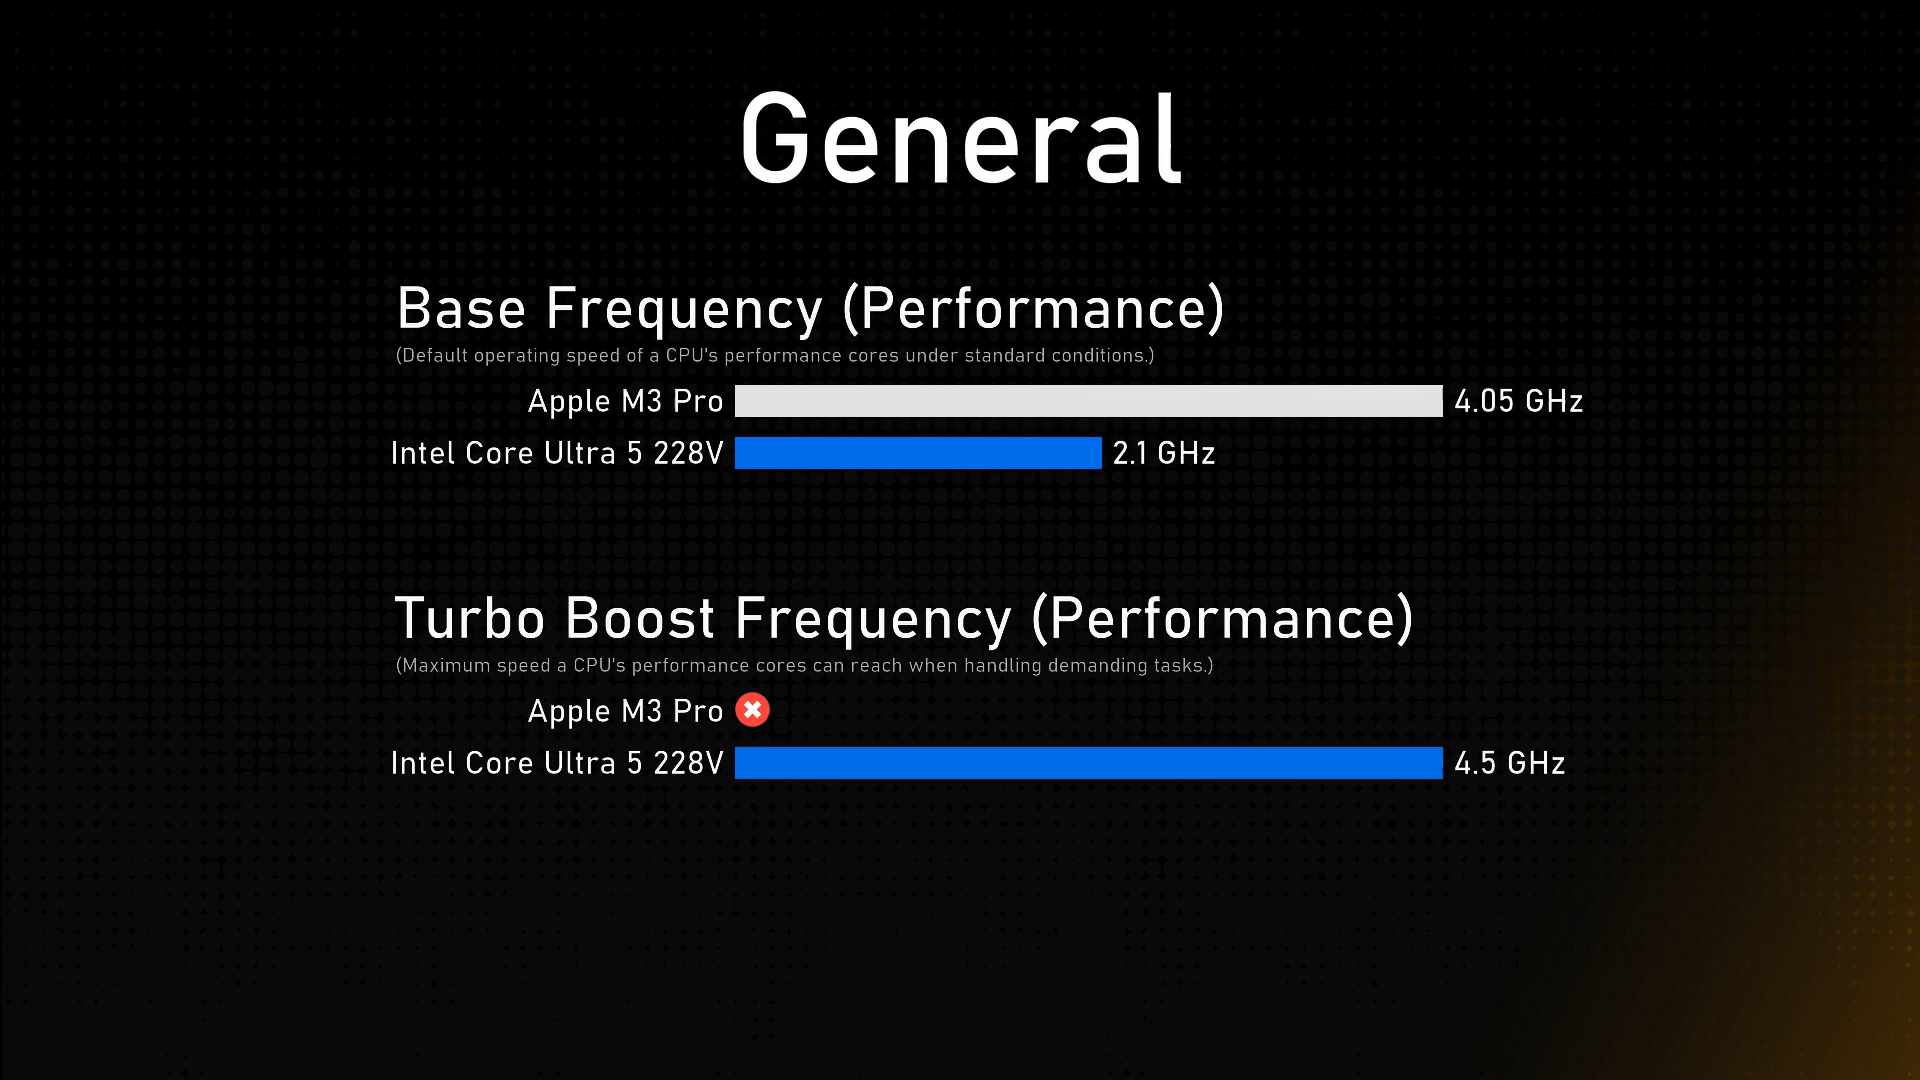 General
Base Frequency (Performance)
(Default operating speed of a CPU's performance cores under standard conditions.)
Apple M3 Pro 4.05 GHz
Intel Core Ultra 5 228V 2.1 GHz
Turbo Boost Frequency (Performance)
(Maximum speed a CPU's performance cores can reach when handling demanding tasks.)
Apple M3 Pro
Intel Core Ultra 5 228V 4.5 GHz